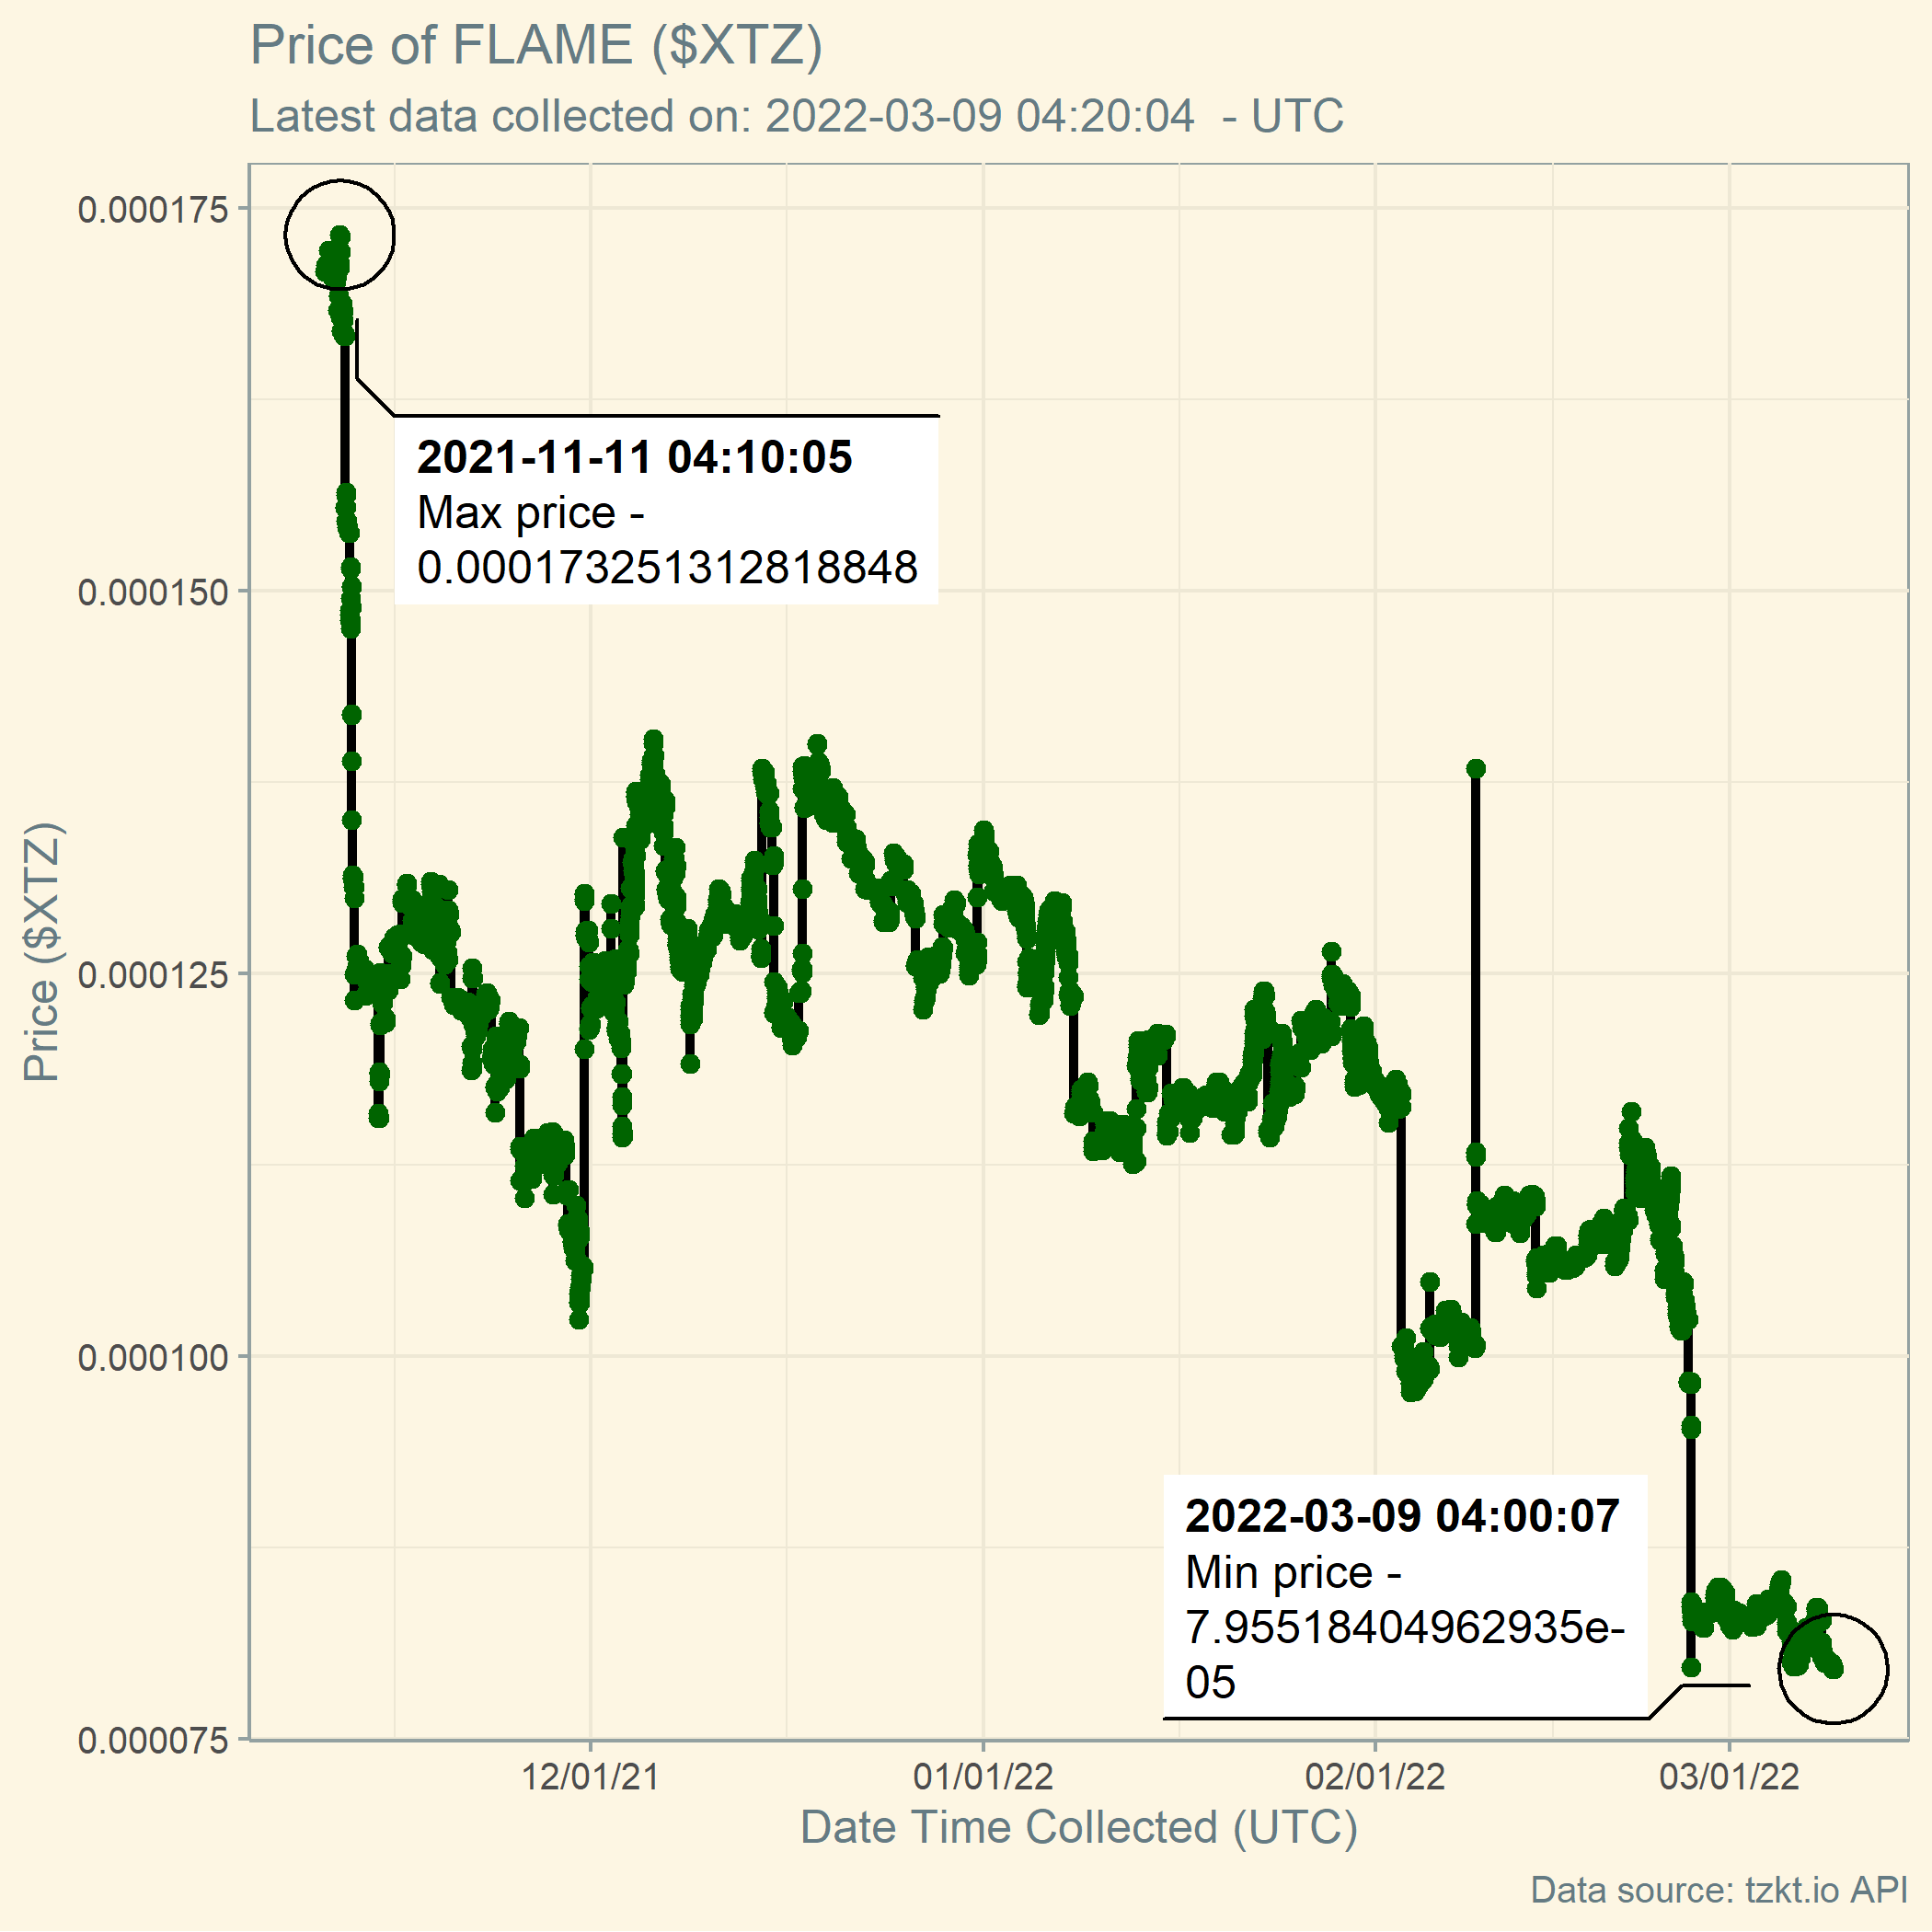 Price of FLAME ($XTZ)
Latest data collected on: 2022-03-09 04:20:04  - UTC
0.000175
0.000150
0.000125
0.000100
0.000075
Price ($XTZ)
2021-11-11 04:10:05
Max price -
0.000173251312818848
2022-03-09 04:00:07
Min price -
7.95518404962935e-
05
12/01/21
01/01/22
02/01/22
03/01/22
Date Time Collected (UTC)
Data source: tzkt.io API